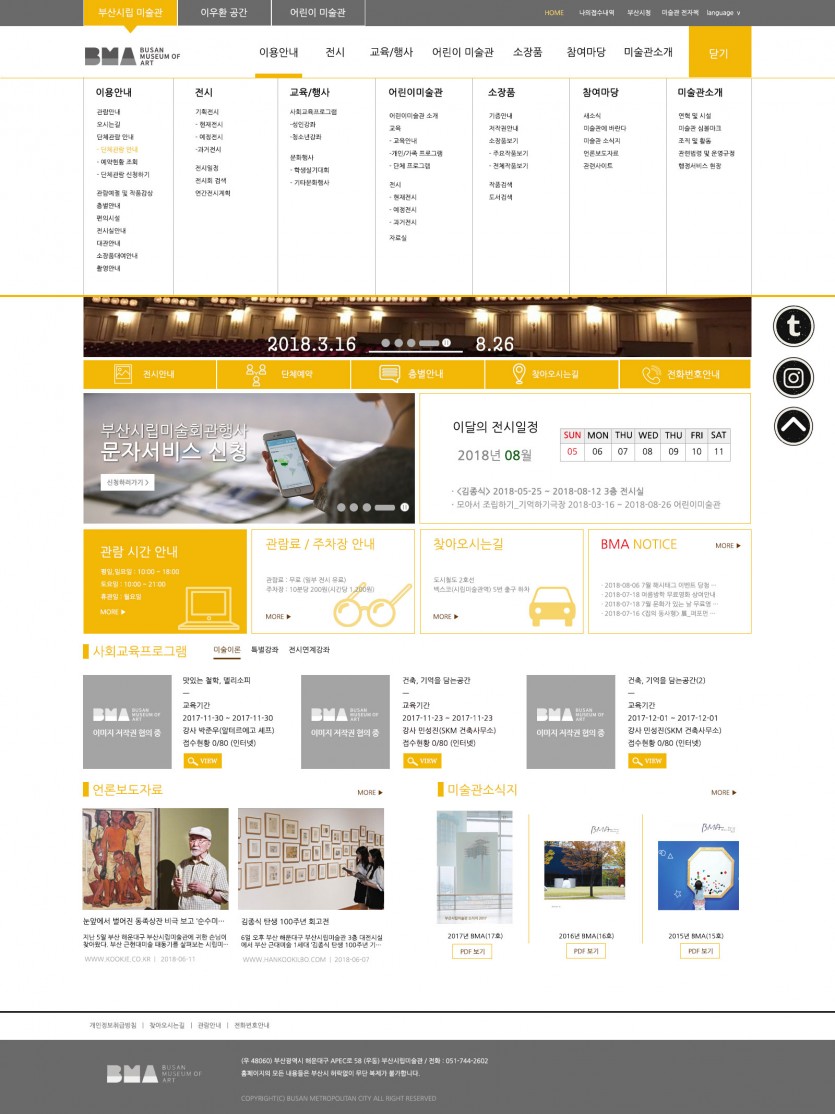 부산시립 미술관
이우환 공간
어린이 미술관
HOME
나의접수내역
부산시청
미술관 전자책
language ∨
BMA BUSAN
MUSEUM OF
ART
이용안내
전시
교육/행사
어린이 미술관
소장품
참여마당
미술관소개
닫기
이용안내
관람안내
오시는길
단체관람 안내
- 단체관람 안내
- 예약현황 조회
- 단체관람 신청하기
관람예절 및 작품감상
층별안내
편의시설
전시실안내
대관안내
소장품대여안내
촬영안내
전시
기획전시
- 현재전시
- 예정전시
-과거전시
전시일정
전시회 검색
연간전시계획
교육/행사
사회교육프로그램
-성인강좌
-청소년강좌
문화행사
- 학생실기대회
- 기타문화행사
어린이미술관
어린이미술관 소개
교육
- 교육안내
-개인/가족 프로그램
- 단체 프로그램
전시
- 현재전시
- 예정전시
- 과거전시
자료실
소장품
기증안내
저작권안내
소장품보기
- 주요작품보기
- 전체작품보기
작품검색
도서검색
참여마당
새소식
미술관에 바란다
미술관 소식지
언론보도자료
관련사이트
미술관소개
연혁 및 시설
미술관 심볼마크
조직 및 활동
관련법령 및 운영규정
행정서비스 헌장
2018.3.16
8.26
전시안내
단체예약
층별안내
찾아오시는길
전화번호안내
부산시립미술회관행사
문자서비스 신청
신청하러가기 >
이달의 전시일정
2018년 08월
SUN MON THU WED THU FRI SAT
05 06 07 08 09 10 11
· <김종식> 2018-05-25 ~ 2018-08-12 3층 전시실
· 모아서 조립하기_기억하기극장 2018-03-16 ~ 2018-08-26 어린이미술관
관람 시간 안내
평일,일요일 : 10:00 ~ 18:00
토요일 : 10:00 ~ 21:00
휴관일 : 월요일
MORE ▶
관람료 / 주차장 안내
관람료 : 무료 (일부 전시 유료)
주차장 : 10분당 200원(시간당 1,200원)
MORE ▶
찾아오시는길
도시철도 2호선
벡스코(시립미술관역) 5번 출구 하차
MORE ▶
BMA NOTICE
MORE ▶
· 2018-08-06 7월 해시태그 이벤트 당첨 ···
· 2018-07-18 여름방학 무료영화 상영안내
· 2018-07-18 7월 문화가 있는 날 무료영 ···
사회교육프로그램
미술이론
특별강좌
전시연계강좌
BMA BUSAN
MUSEUM OF
ART
이미지 저작권 협의 중
맛있는 철학, 멜리소피
—
교육기간
2017-11-30 ~ 2017-11-30
강사 박준우(알테르에고 셰프)
접수현황 0/80 (인터넷)
VIEW
BMA BUSAN
MUSEUM OF
ART
이미지 저작권 협의 중
건축, 기억을 담는공간
—
교육기간
2017-11-23 ~ 2017-11-23
강사 민성진(SKM 건축사무소)
접수현황 0/80 (인터넷)
VIEW
BMA BUSAN
MUSEUM OF
ART
이미지 저작권 협의 중
건축, 기억을 담는공간(2)
—
교육기간
2017-12-01 ~ 2017-12-01
강사 민성진(SKM 건축사무소)
접수현황 0/80 (인터넷)
VIEW
언론보도자료
MORE ▶
눈앞에서 벌어진 동족상잔 비극 보고 '순수미···
지난 5월 부산 해운대구 부산시립미술관에 귀한 손님이
찾아왔다. 부산 근현대미술 태동기를 살펴보는 시립미···
WWW.KOOKJE.CO.KR | 2018-06-11
김종식 탄생 100주년 회고전
6일 오후 부산 해운대구 부산시립미술관 3층 대전시실
에서 부산 근대미술 1세대 '김종식 탄생 100주년 기···
WWW.HANKOOKILBO.COM | 2018-06-07
미술관소식지
MORE ▶
2017년 BMA(17호)
PDF 보기
BMA
2016년 BMA(16호)
PDF 보기
BMA
2015년 BMA(15호)
PDF 보기
개인정보취급방침 | 찾아오시는길 | 관람안내 | 전화번호안내
BMA BUSAN
MUSEUM OF
ART
(우 48060) 부산광역시 해운대구 APEC로 58 (우동) 부산시립미술관 / 전화 : 051-744-2602
홈페이지의 모든 내용들은 부산시 허락없이 무단 복제가 불가합니다.
COPYRIGHT(C) BUSAN METROPOLITAN CITY ALL RIGHT RESERVED